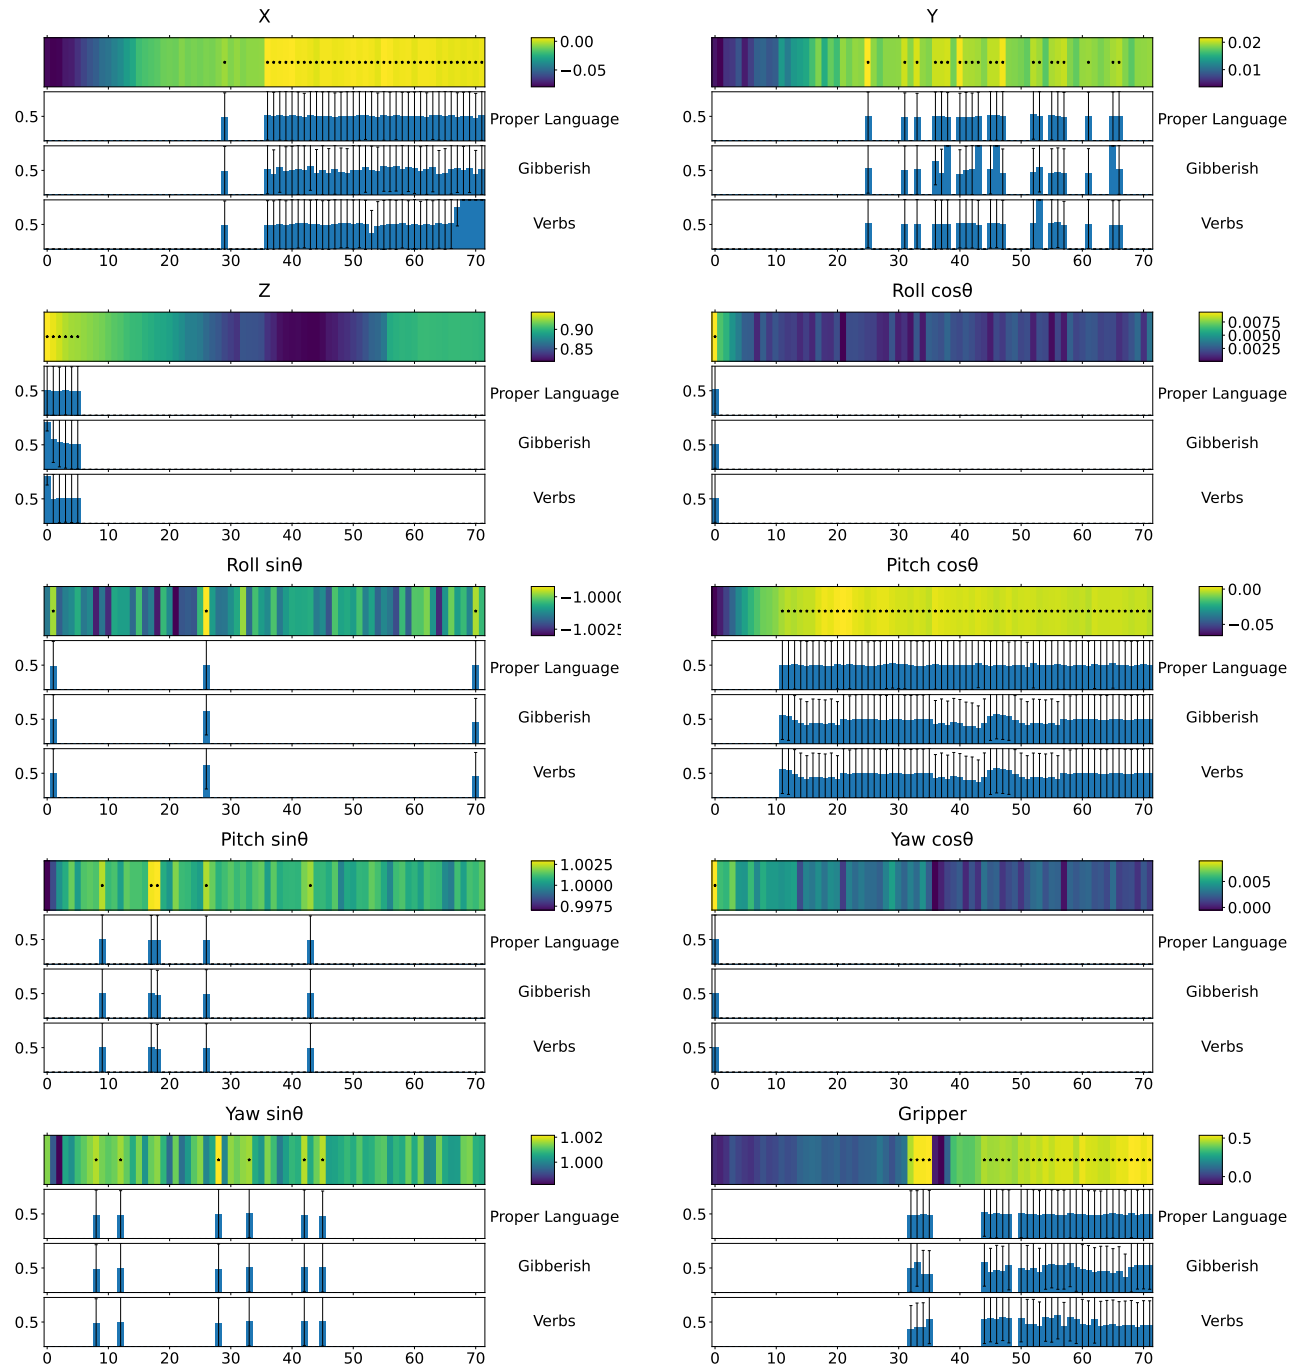 X
0.00
−0.05
0.5
Proper Language
0.5
Gibberish
0.5
Verbs
0 10 20 30 40 50 60 70
Y
0.02
0.01
0.5
Proper Language
0.5
Gibberish
0.5
Verbs
0 10 20 30 40 50 60 70
Z
0.90
0.85
0.5
Proper Language
0.5
Gibberish
0.5
Verbs
0 10 20 30 40 50 60 70
Roll cosθ
0.0075
0.0050
0.0025
0.5
Proper Language
0.5
Gibberish
0.5
Verbs
0 10 20 30 40 50 60 70
Roll sinθ
−1.0000
−1.0025
0.5
Proper Language
0.5
Gibberish
0.5
Verbs
0 10 20 30 40 50 60 70
Pitch cosθ
0.00
−0.05
0.5
Proper Language
0.5
Gibberish
0.5
Verbs
0 10 20 30 40 50 60 70
Pitch sinθ
1.0025
1.0000
0.9975
0.5
Proper Language
0.5
Gibberish
0.5
Verbs
0 10 20 30 40 50 60 70
Yaw cosθ
0.005
0.000
0.5
Proper Language
0.5
Gibberish
0.5
Verbs
0 10 20 30 40 50 60 70
Yaw sinθ
1.002
1.000
0.5
Proper Language
0.5
Gibberish
0.5
Verbs
0 10 20 30 40 50 60 70
Gripper
0.5
0.0
0.5
Proper Language
0.5
Gibberish
0.5
Verbs
0 10 20 30 40 50 60 70